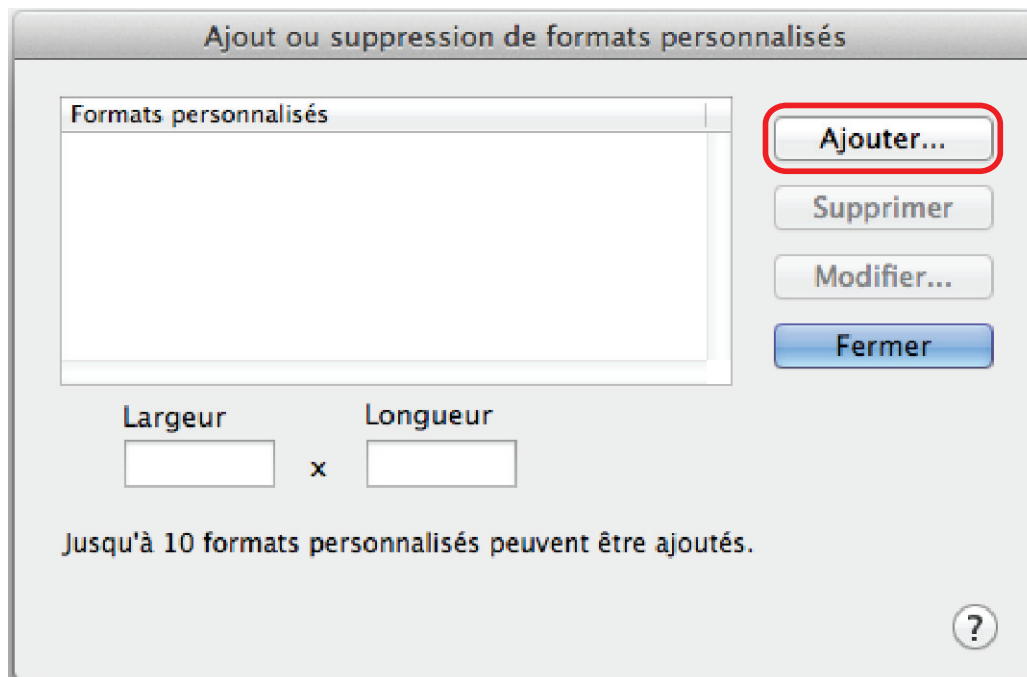 Ajout ou suppression de formats personnalisés
Formats personnalisés
Ajouter...
Supprimer
Modifier...
Fermer
Largeur
Longueur
x
Jusqu'à 10 formats personnalisés peuvent être ajoutés.
?